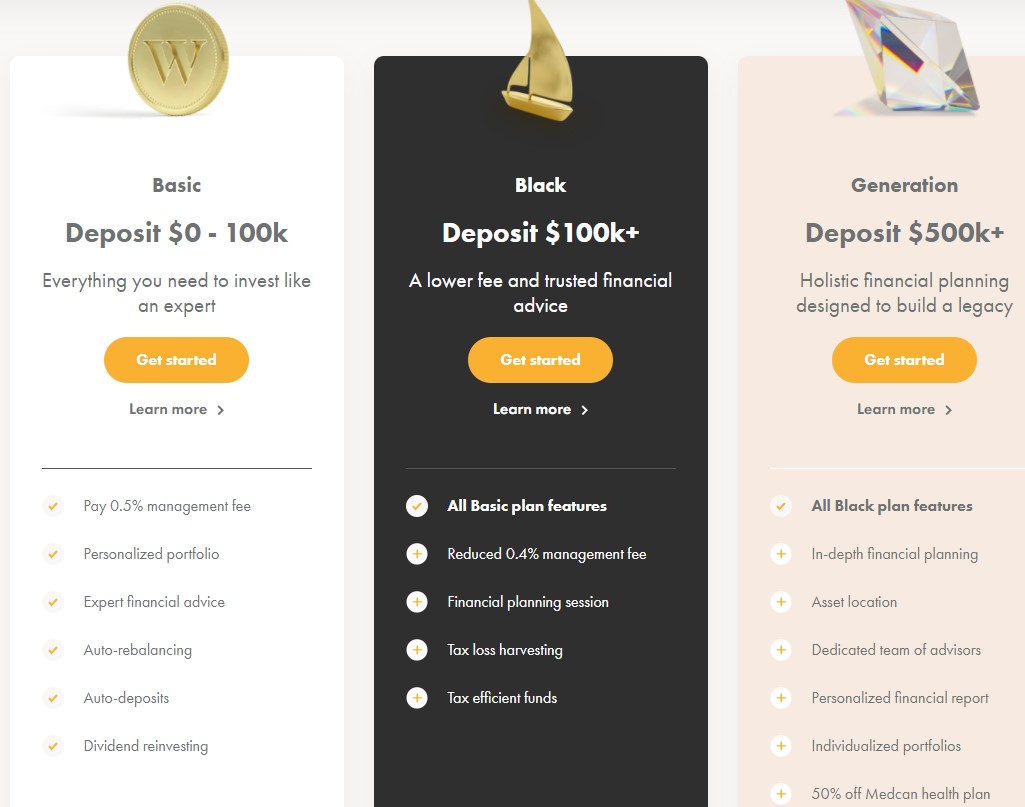 W
Basic
Deposit $0 - 100k
Everything you need to invest like
an expert
Get started
Learn more
Pay 0.5% management fee
Personalized portfolio
Expert financial advice
Auto-rebalancing
Auto-deposits
Dividend reinvesting
Black
Deposit $100k+
A lower fee and trusted financial
advice
Get started
Learn more
All Basic plan features
Reduced 0.4% management fee
Financial planning session
Tax loss harvesting
Tax efficient funds
Generation
Deposit $500k+
Holistic financial planning
designed to build a legacy
Get started
Learn more
All Black plan features
In-depth financial planning
Asset location
Dedicated team of advisors
Personalized financial report
Individualized portfolios
50% off Medcan health plan